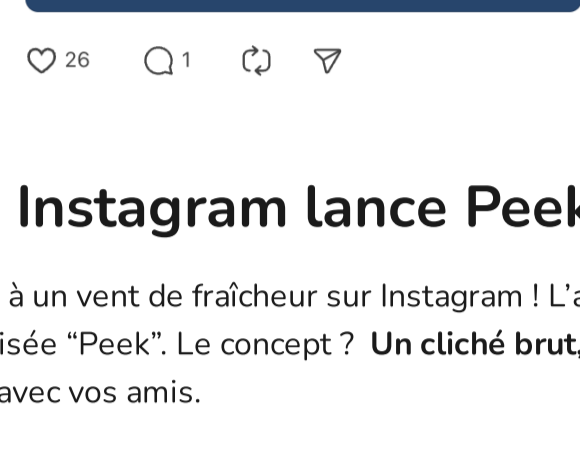 26 1
Instagram lance Peek
à un vent de fraîcheur sur Instagram ! L’a
isée “Peek”. Le concept ? Un cliché brut,
avec vos amis.